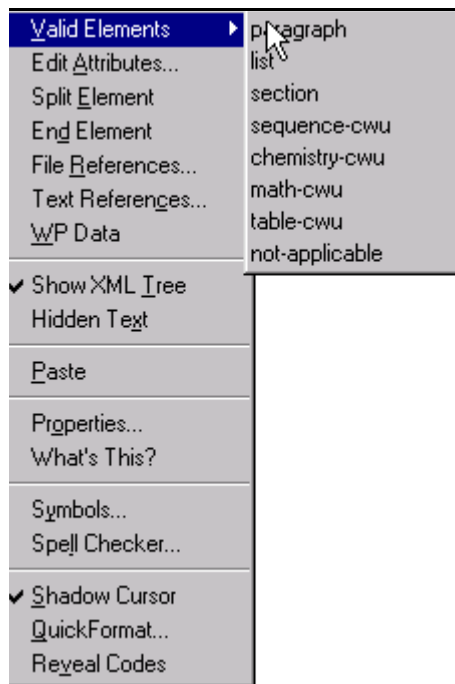 Valid Elements
Edit Attributes...
Split Element
End Element
File References...
Text References...
WP Data
Show XML Tree
Hidden Text
Paste
Properties...
What's This?
Symbols...
Spell Checker...
Shadow Cursor
QuickFormat...
Reveal Codes
paragraph
list
section
sequence-cwu
chemistry-cwu
math-cwu
table-cwu
not-applicable